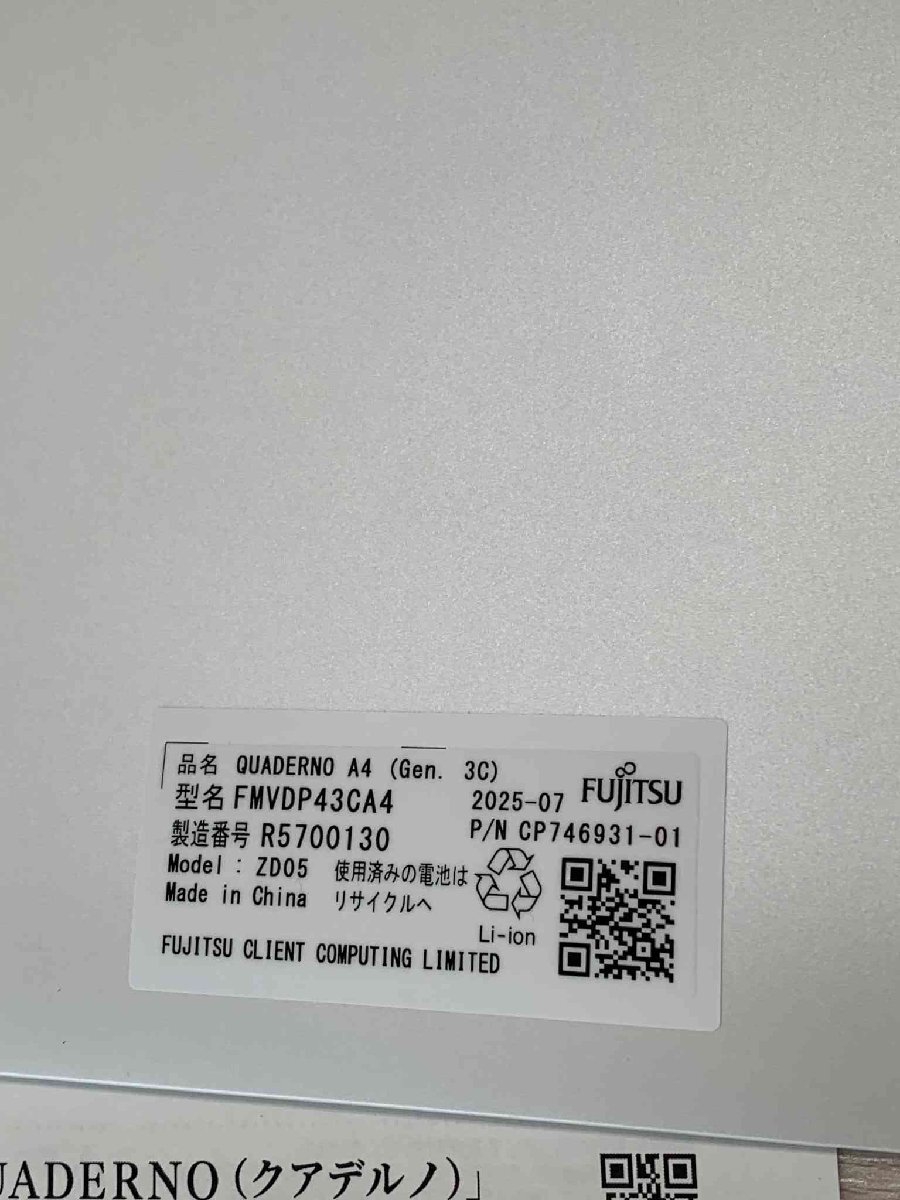 品名 QUADERNO A4 (Gen. 3C)
型名 FMVDP43CA4 2025-07 FUJITSU
製造番号 R5700130 P/N CP746931-01
Model : ZD05 使用済みの電池は
Made in China リサイクルへ
Li-ion
FUJITSU CLIENT COMPUTING LIMITED
UADERNO(クアデルノ)」